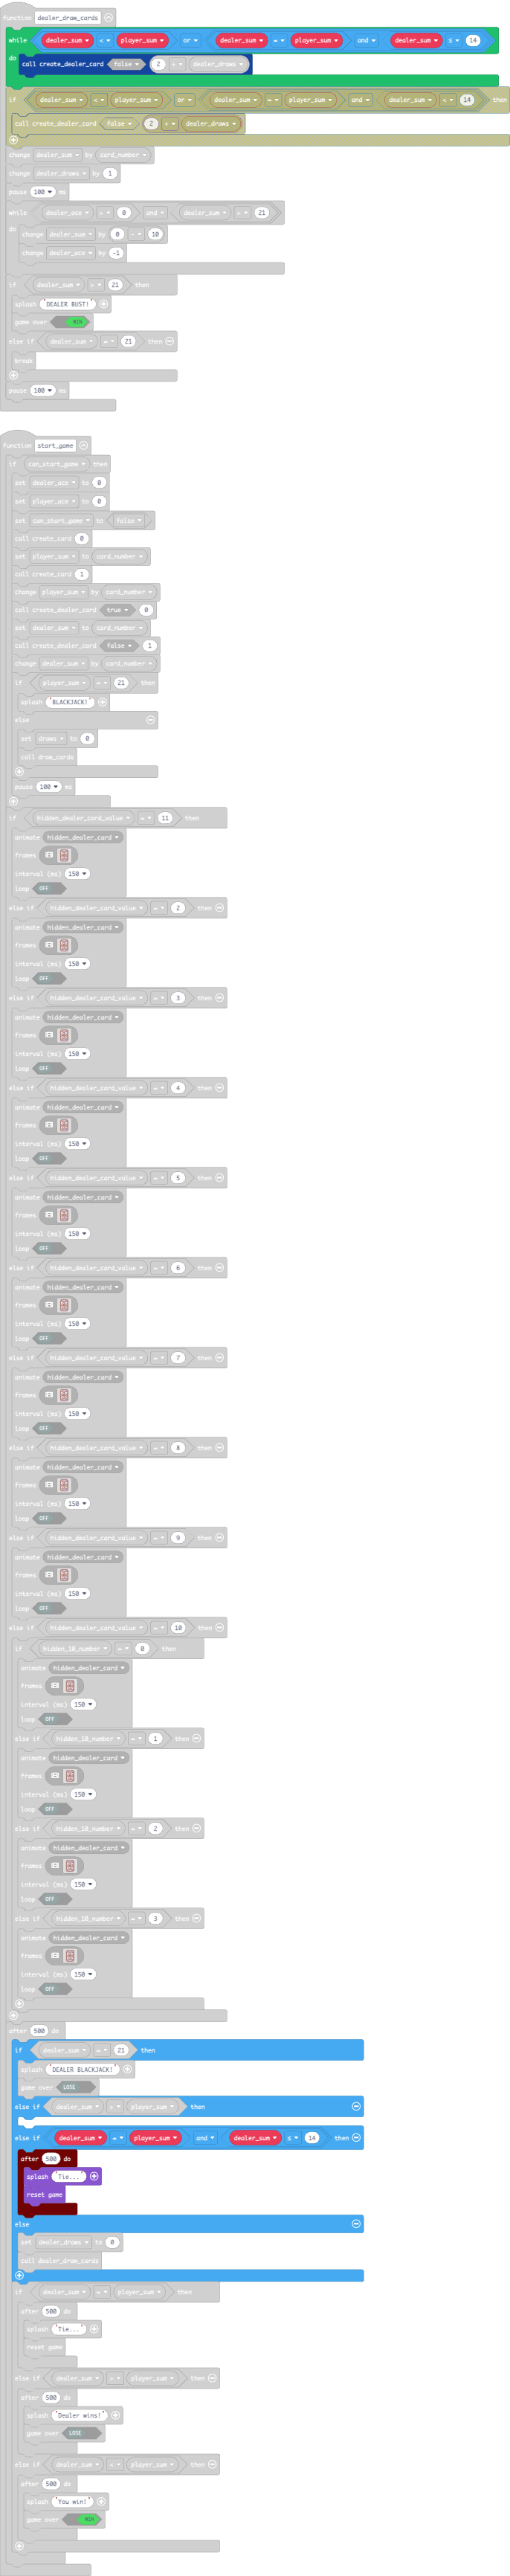 function dealer_draw_cards
while dealer_sum < player_sum or dealer_sum = player_sum and dealer_sum ≤ 14
do call create_dealer_card false 2 + dealer_draws
if dealer_sum < player_sum or dealer_sum = player_sum and dealer_sum < 14 then
call create_dealer_card false 2 + dealer_draws
change dealer_sum by card_number
change dealer_draws by 1
pause 100 ms
while dealer_ace > 0 and dealer_sum > 21
do change dealer_sum by 0 - 10
change dealer_ace by -1
if dealer_sum > 21 then
splash "DEALER BUST!"
game over WIN
else if dealer_sum = 21 then
break
pause 100 ms
function start_game
if can_start_game then
set dealer_ace to 0
set player_ace to 0
set can_start_game to false
call create_card 0
set player_sum to card_number
call create_card 1
change player_sum by card_number
call create_dealer_card true 0
set dealer_sum to card_number
call create_dealer_card false 1
change dealer_sum by card_number
if player_sum = 21 then
splash "BLACKJACK!"
else
set draws to 0
call draw_cards
pause 100 ms
if hidden_dealer_card_value = 11 then
animate hidden_dealer_card
frames
interval (ms) 150
loop OFF
else if hidden_dealer_card_value = 2 then
animate hidden_dealer_card
frames
interval (ms) 150
loop OFF
else if hidden_dealer_card_value = 3 then
animate hidden_dealer_card
frames
interval (ms) 150
loop OFF
else if hidden_dealer_card_value = 4 then
animate hidden_dealer_card
frames
interval (ms) 150
loop OFF
else if hidden_dealer_card_value = 5 then
animate hidden_dealer_card
frames
interval (ms) 150
loop OFF
else if hidden_dealer_card_value = 6 then
animate hidden_dealer_card
frames
interval (ms) 150
loop OFF
else if hidden_dealer_card_value = 7 then
animate hidden_dealer_card
frames
interval (ms) 150
loop OFF
else if hidden_dealer_card_value = 8 then
animate hidden_dealer_card
frames
interval (ms) 150
loop OFF
else if hidden_dealer_card_value = 9 then
animate hidden_dealer_card
frames
interval (ms) 150
loop OFF
else if hidden_dealer_card_value = 10 then
if hidden_10_number = 0 then
animate hidden_dealer_card
frames
interval (ms) 150
loop OFF
else if hidden_10_number = 1 then
animate hidden_dealer_card
frames
interval (ms) 150
loop OFF
else if hidden_10_number = 2 then
animate hidden_dealer_card
frames
interval (ms) 150
loop OFF
else if hidden_10_number = 3 then
animate hidden_dealer_card
frames
interval (ms) 150
loop OFF
after 500 do
if dealer_sum = 21 then
splash "DEALER BLACKJACK!"
game over LOSE
else if dealer_sum > player_sum then
else if dealer_sum = player_sum and dealer_sum ≤ 14 then
after 500 do
splash "Tie..."
reset game
else
set dealer_draws to 0
call dealer_draw_cards
if dealer_sum = player_sum then
after 500 do
splash "Tie..."
reset game
else if dealer_sum > player_sum then
after 500 do
splash "Dealer wins!"
game over LOSE
else if dealer_sum < player_sum then
after 500 do
splash "You win!"
game over WIN